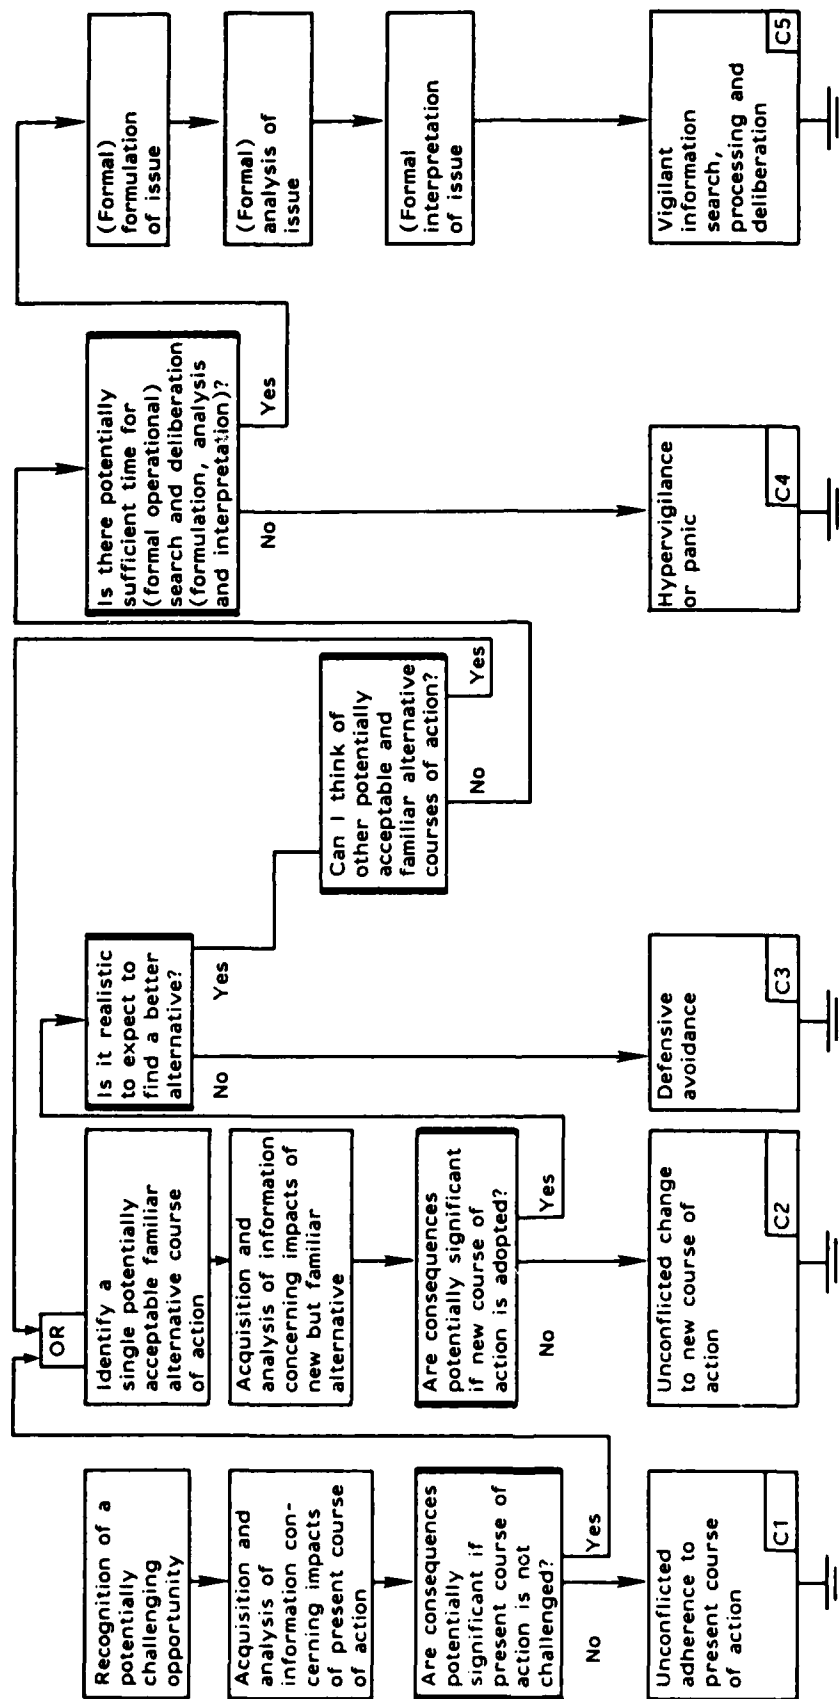 Recognition of a
potentially
challenging
opportunity
Acquisition and
analysis of
information con-
cerning impacts
of present course
of action
Are consequences
potentially
significant if
present course of
action is not
challenged?
No
Yes
Unconflicted
adherence to
present course
of action
C1
OR
Identify a
single potentially
acceptable familiar
alternative course
of action
Acquisition and
analysis of information
concerning impacts of
new but familiar
alternative
Are consequences
potentially significant
if new course of
action is adopted?
No
Yes
Unconflicted change
to new course of
action
C2
Is it realistic
to expect to
find a better
alternative?
No
Yes
Defensive
avoidance
C3
Can I think of
other potentially
acceptable and
familiar alternative
courses of action?
No
Yes
Is there potentially
sufficient time for
(formal operational)
search and deliberation
(formulation, analysis
and interpretation)?
No
Yes
Hypervigilance
or panic
C4
(Formal)
formulation
of issue
(Formal)
analysis of
issue
(Formal
interpretation
of issue
Vigilant
information
search,
processing and
deliberation
C5